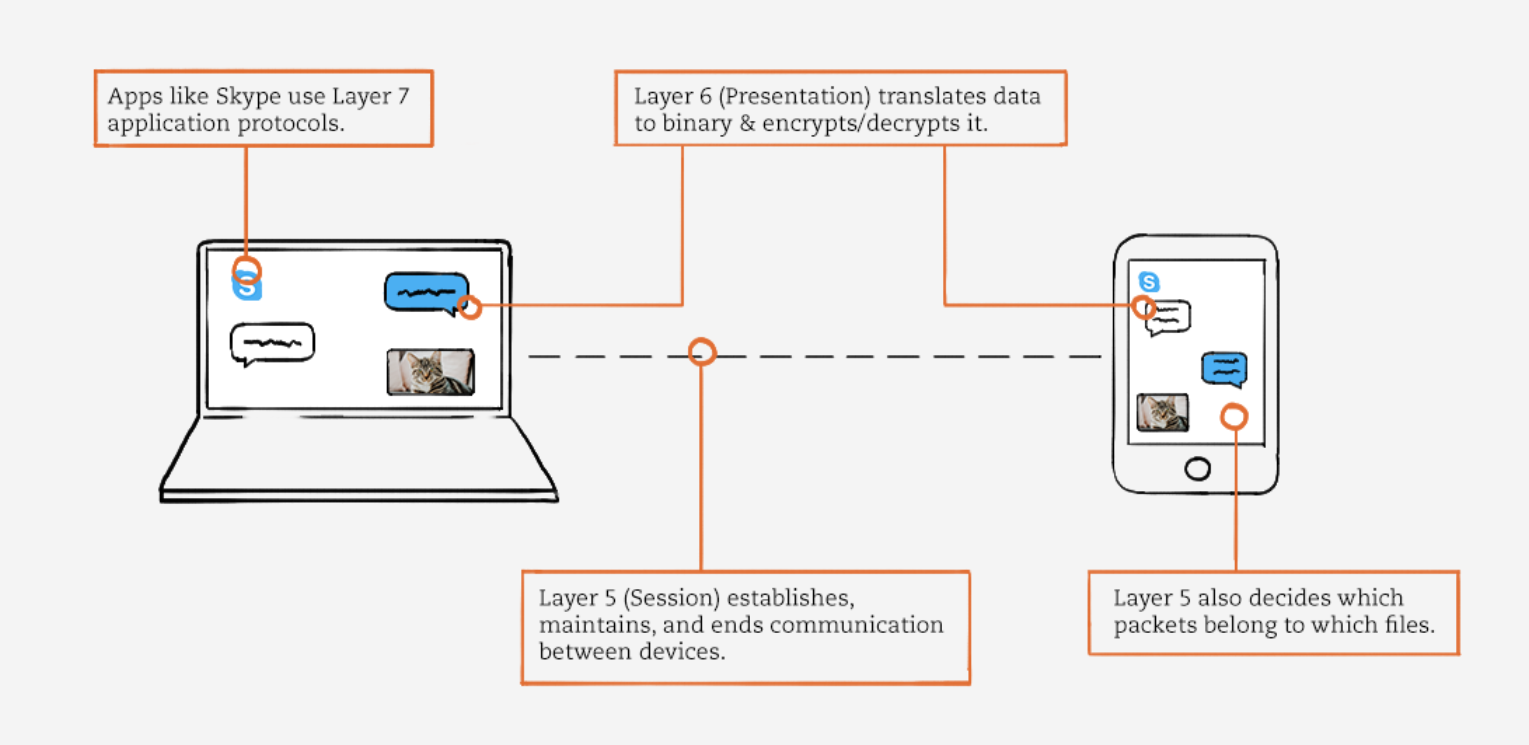 Apps like Skype use Layer 7
application protocols.
Layer 6 (Presentation) translates data
to binary & encrypts/decrypts it.
S
S
Layer 5 (Session) establishes,
maintains, and ends communication
between devices.
Layer 5 also decides which
packets belong to which files.